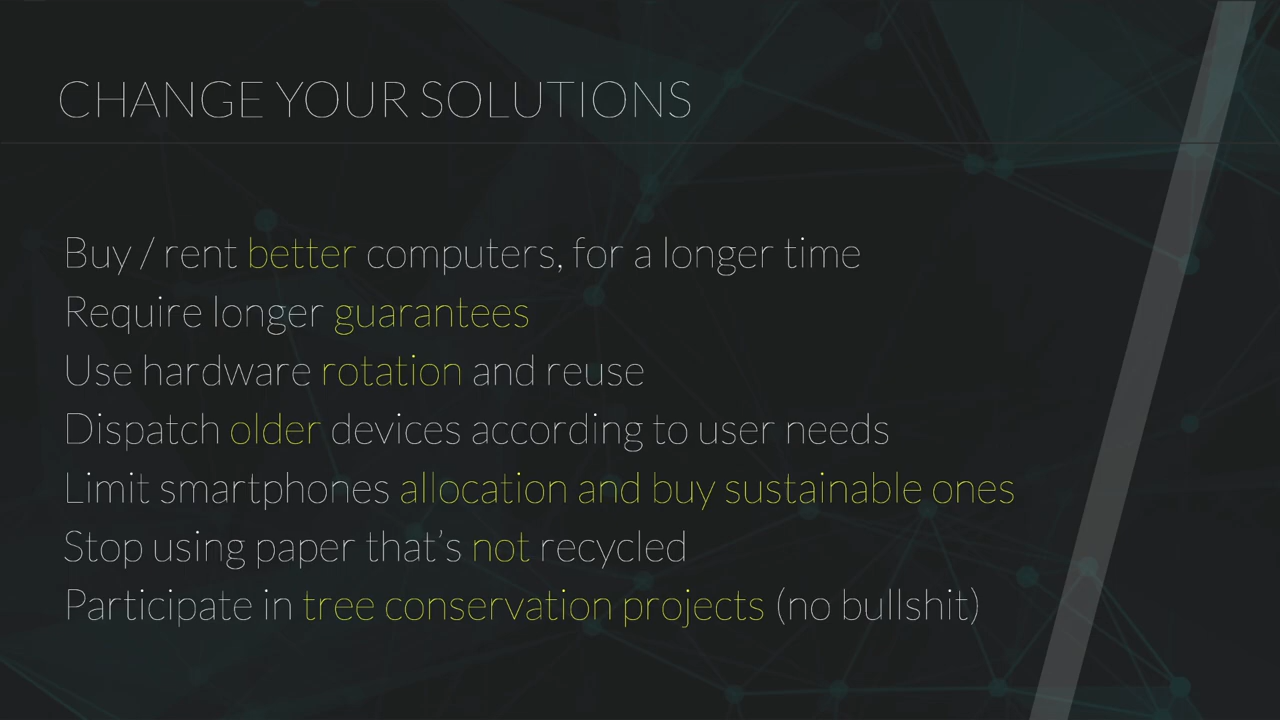 CHANGE YOUR SOLUTIONS
Buy / rent better computers, for a longer time
Require longer guarantees
Use hardware rotation and reuse
Dispatch older devices according to user needs
Limit smartphones allocation and buy sustainable ones
Stop using paper that’s not recycled
Participate in tree conservation projects (no bullshit)